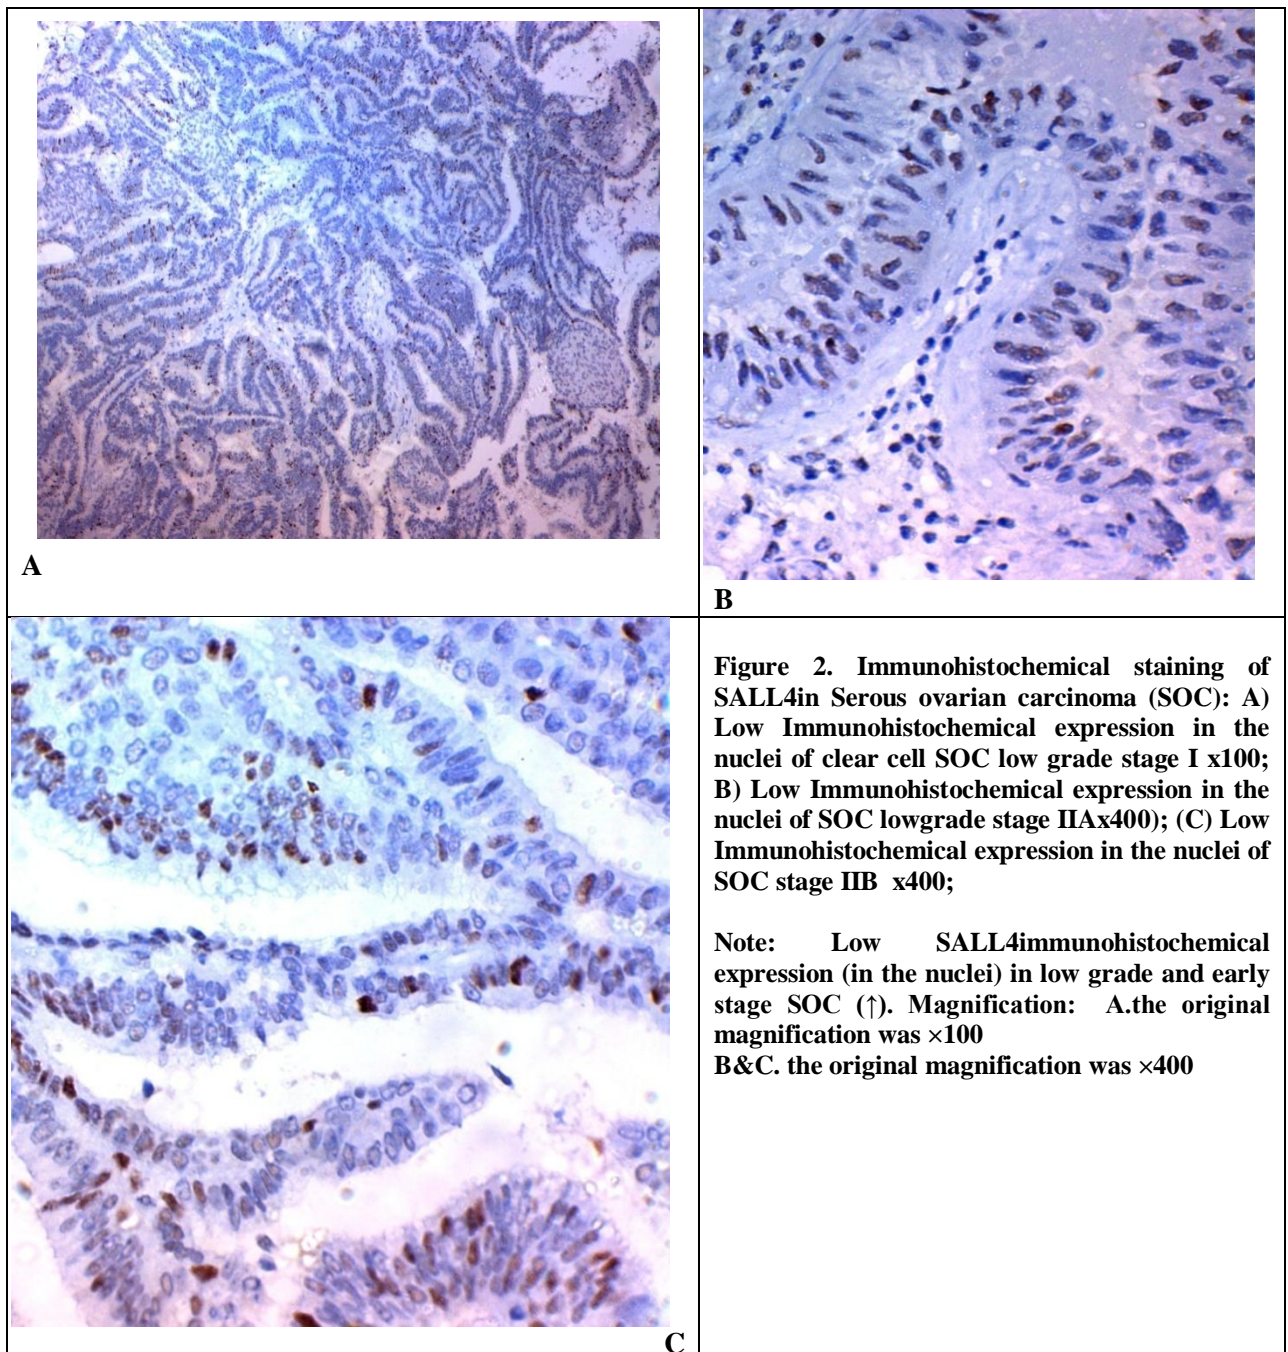 A
B
Figure 2. Immunohistochemical staining of
SALL4in Serous ovarian carcinoma (SOC): A)
Low Immunohistochemical expression in the
nuclei of clear cell SOC low grade stage I x100;
B) Low Immunohistochemical expression in the
nuclei of SOC lowgrade stage IIAx400); (C) Low
Immunohistochemical expression in the nuclei of
SOC stage IIB x400;
Note: Low SALL4immunohistochemical
expression (in the nuclei) in low grade and early
stage SOC (↑). Magnification: A.the original
magnification was ×100
B&C. the original magnification was ×400
C